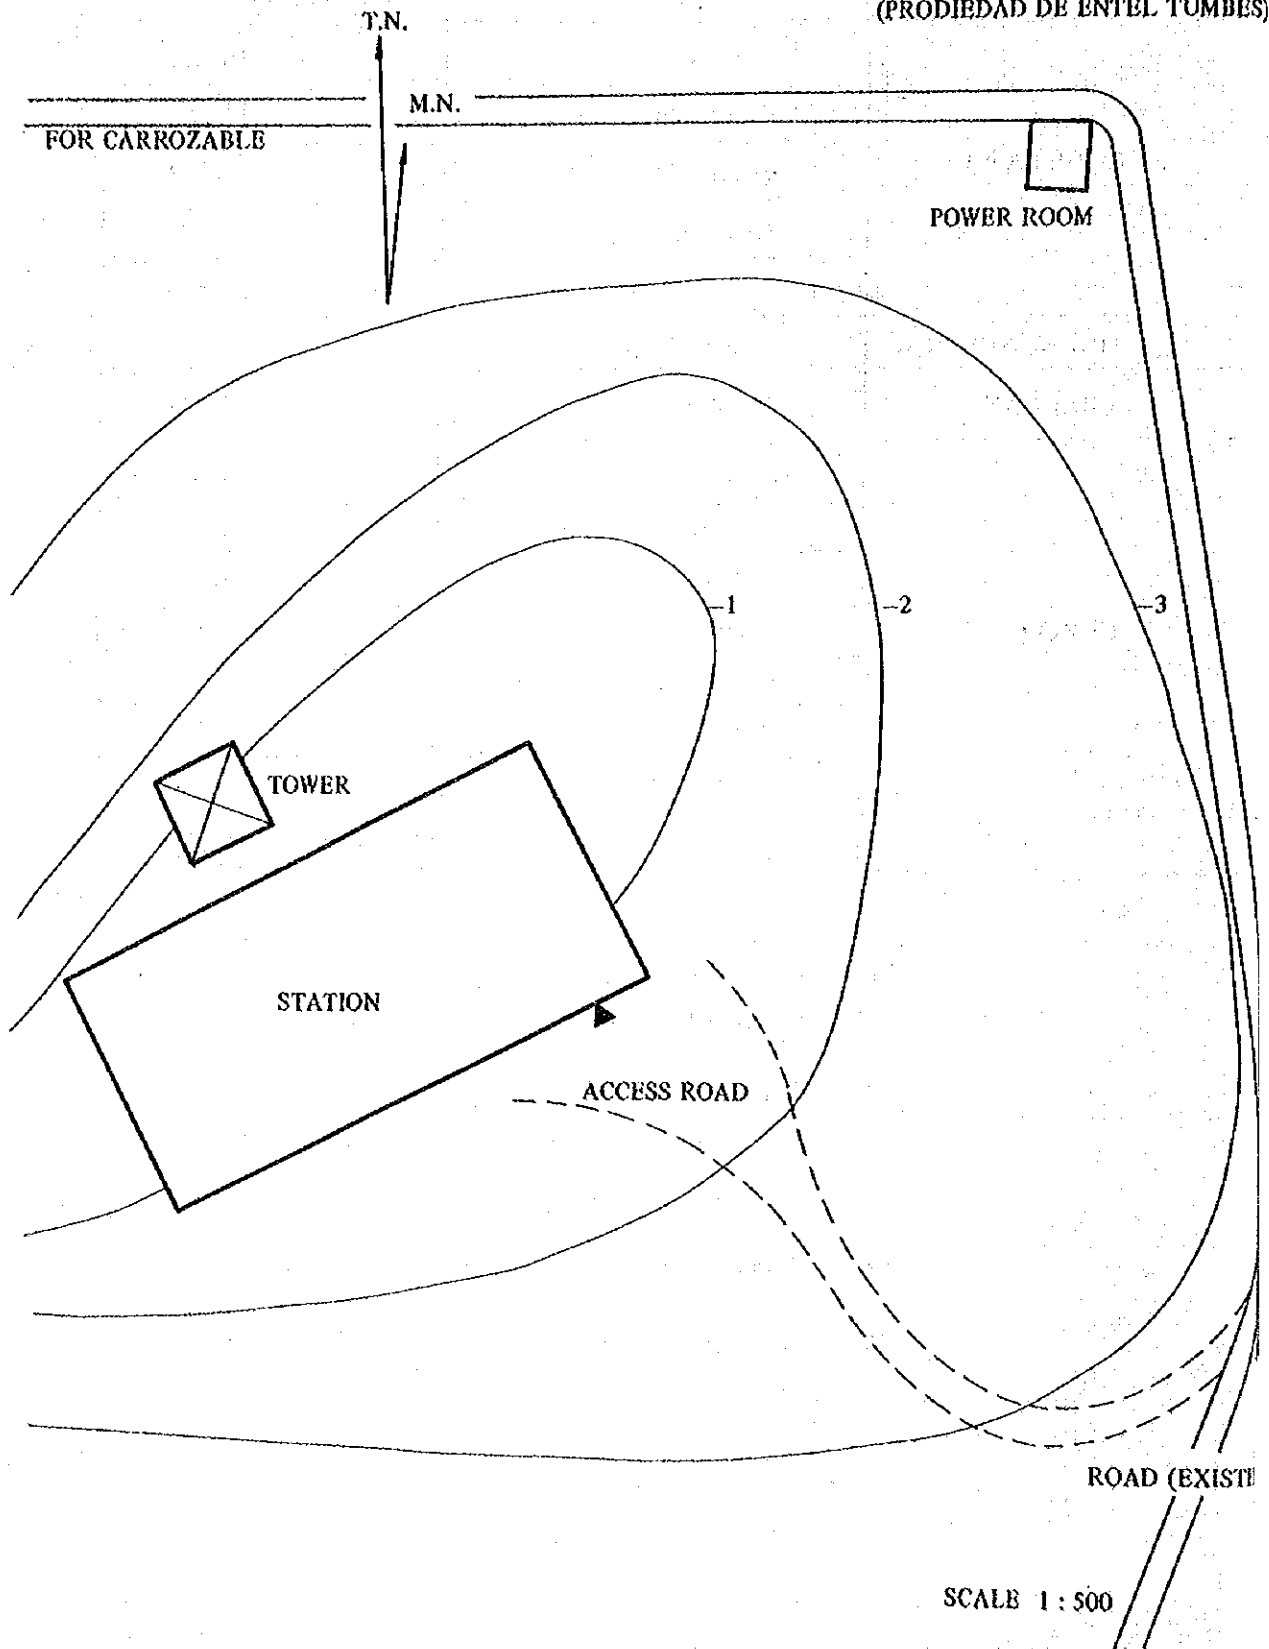 (PRODIEDAD DE ENTEL TUMBES)
T.N.
M.N.
FOR CARROZABLE
POWER ROOM
-1
-2
-3
TOWER
STATION
ACCESS ROAD
ROAD (EXISTI
SCALE 1 : 500